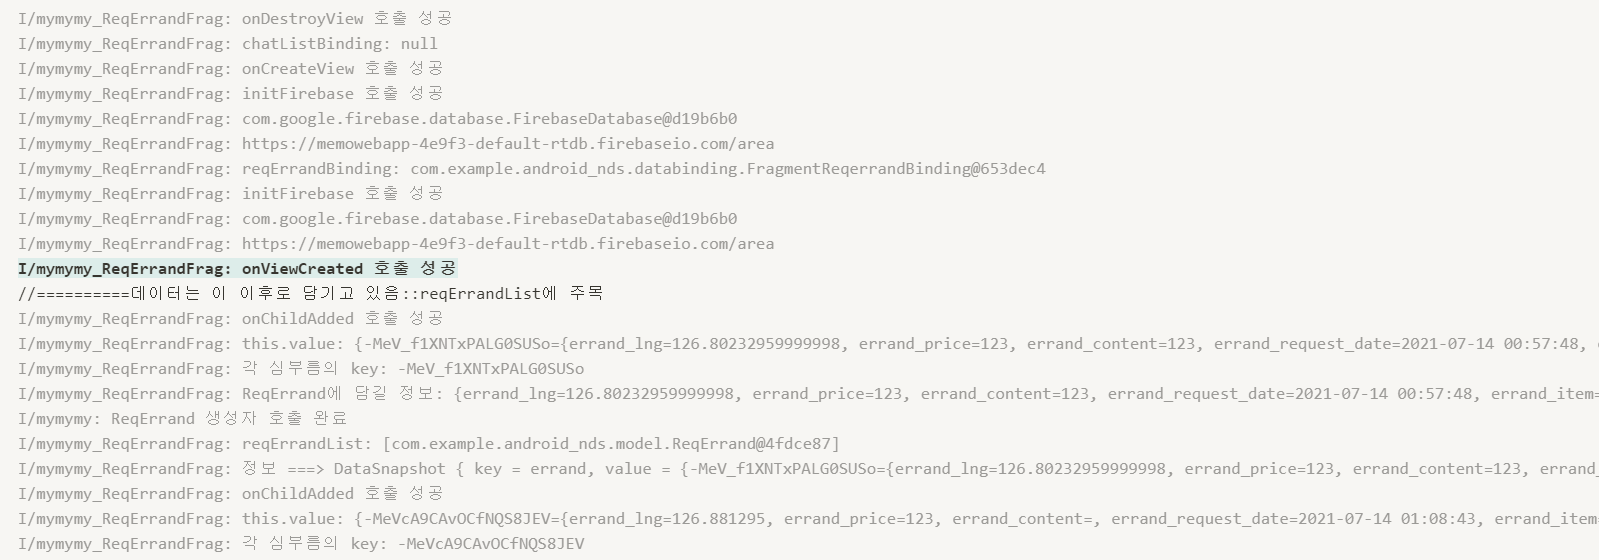 I/mymymy_ReqErrandFrag: onDestroyView 호출 성공
I/mymymy_ReqErrandFrag: chatListBinding: null
I/mymymy_ReqErrandFrag: onCreateView 호출 성공
I/mymymy_ReqErrandFrag: initFirebase 호출 성공
I/mymymy_ReqErrandFrag: com.google.firebase.database.FirebaseDatabase@d19b6b0
I/mymymy_ReqErrandFrag: https://memowebapp-4e9f3-default-rtdb.firebaseio.com/area
I/mymymy_ReqErrandFrag: reqErrandBinding: com.example.android_nds.databinding.FragmentReqerrandBinding@653dec4
I/mymymy_ReqErrandFrag: initFirebase 호출 성공
I/mymymy_ReqErrandFrag: com.google.firebase.database.FirebaseDatabase@d19b6b0
I/mymymy_ReqErrandFrag: https://memowebapp-4e9f3-default-rtdb.firebaseio.com/area
I/mymymy_ReqErrandFrag: onViewCreated 호출 성공
//==========데이터는 이 이후로 담기고 있음::reqErrandList에 주목
I/mymymy_ReqErrandFrag: onChildAdded 호출 성공
I/mymymy_ReqErrandFrag: this.value: {-MeV_f1XNTxPALG0SUSo={errand_lng=126.80232959999998, errand_price=123, errand_content=123, errand_request_date=2021-07-14 00:57:48,
I/mymymy_ReqErrandFrag: 각 심부름의 key: -MeV_f1XNTxPALG0SUSo
I/mymymy_ReqErrandFrag: ReqErrand에 담길 정보: {errand_lng=126.80232959999998, errand_price=123, errand_content=123, errand_request_date=2021-07-14 00:57:48, errand_item=
I/mymymy: ReqErrand 생성자 호출 완료
I/mymymy_ReqErrandFrag: reqErrandList: [com.example.android_nds.model.ReqErrand@4fdce87]
I/mymymy_ReqErrandFrag: 정보 ===> DataSnapshot { key = errand, value = {-MeV_f1XNTxPALG0SUSo={errand_lng=126.80232959999998, errand_price=123, errand_content=123, errand_
I/mymymy_ReqErrandFrag: onChildAdded 호출 성공
I/mymymy_ReqErrandFrag: this.value: {-MeVcA9CAvOCfNQS8JEV={errand_lng=126.881295, errand_price=123, errand_content=, errand_request_date=2021-07-14 01:08:43, errand_item=
I/mymymy_ReqErrandFrag: 각 심부름의 key: -MeVcA9CAvOCfNQS8JEV